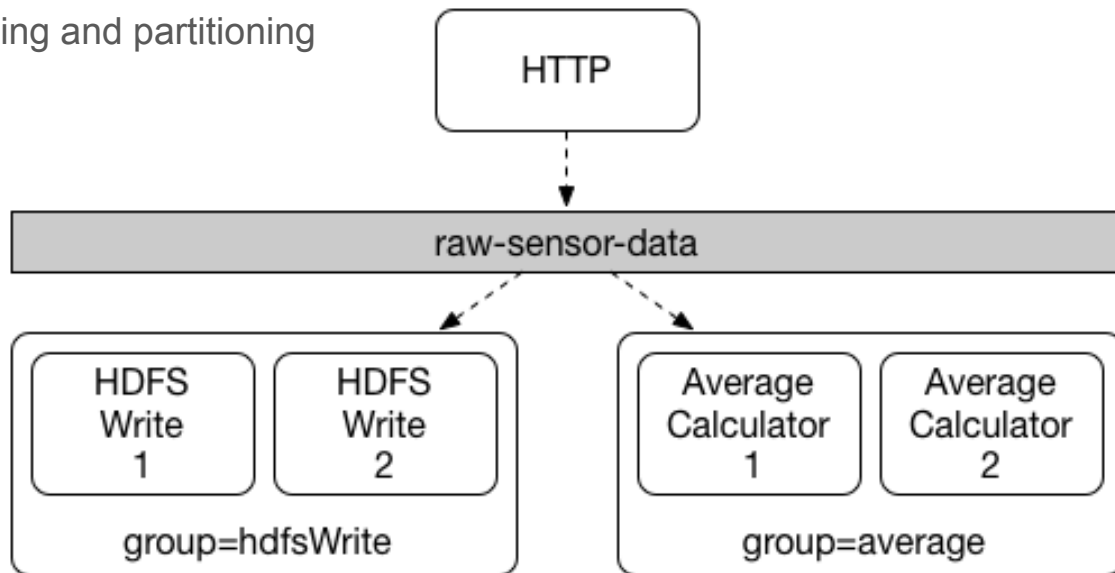 ing and partitioning
HTTP
raw-sensor-data
HDFS
Write
1
HDFS
Write
2
group=hdfsWrite
Average
Calculator
1
Average
Calculator
2
group=average